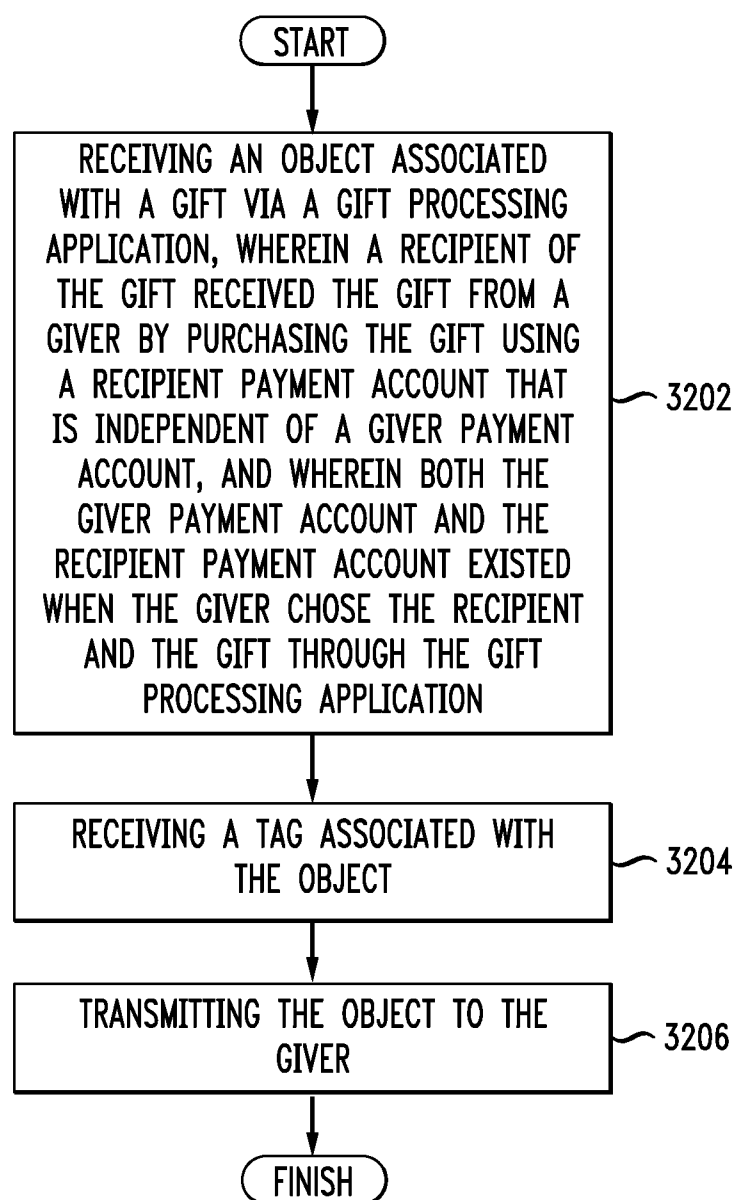 START
RECEIVING AN OBJECT ASSOCIATED
WITH A GIFT VIA A GIFT PROCESSING
APPLICATION, WHEREIN A RECIPIENT OF
THE GIFT RECEIVED THE GIFT FROM A
GIVER BY PURCHASING THE GIFT USING
A RECIPIENT PAYMENT ACCOUNT THAT
IS INDEPENDENT OF A GIVER PAYMENT
ACCOUNT, AND WHEREIN BOTH THE
GIVER PAYMENT ACCOUNT AND THE
RECIPIENT PAYMENT ACCOUNT EXISTED
WHEN THE GIVER CHOSE THE RECIPIENT
AND THE GIFT THROUGH THE GIFT
PROCESSING APPLICATION
3202
RECEIVING A TAG ASSOCIATED WITH
THE OBJECT
3204
TRANSMITTING THE OBJECT TO THE
GIVER
3206
FINISH